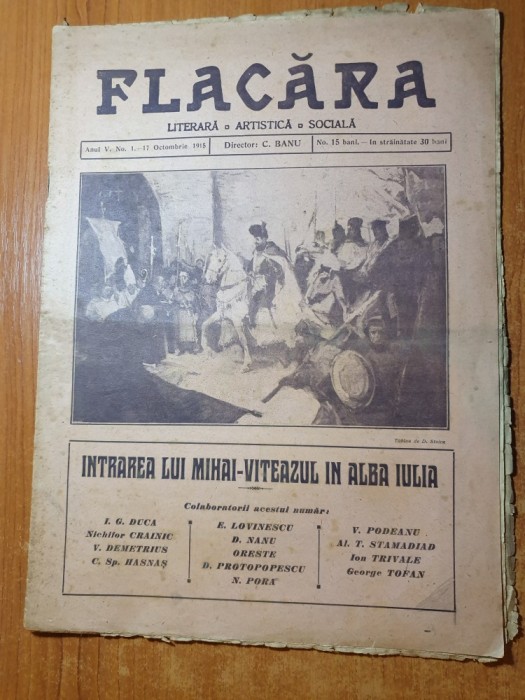 FLACĂRA
LITERARĂ ▫ ARTISTICĂ ▫ SOCIALĂ
Anul V. No. 1.—17 Octombrie 1915
Director: C. BANU
No. 15 bani. — In străinătate 30 bani
INTRAREA LUI MIHAI-VITEAZUL IN ALBA IULIA
Colaboratorii acestui număr:
I. G. DUCA
Nichifor CRAINIC
V. DEMETRIUS
C. Sp. HASNAȘ
E. LOVINESCU
D. NANU
ORESTE
D. PROTOPOPESCU
N. PORA
V. PODEANU
Al. T. STAMADIAD
Ion TRIVALE
George TOFAN